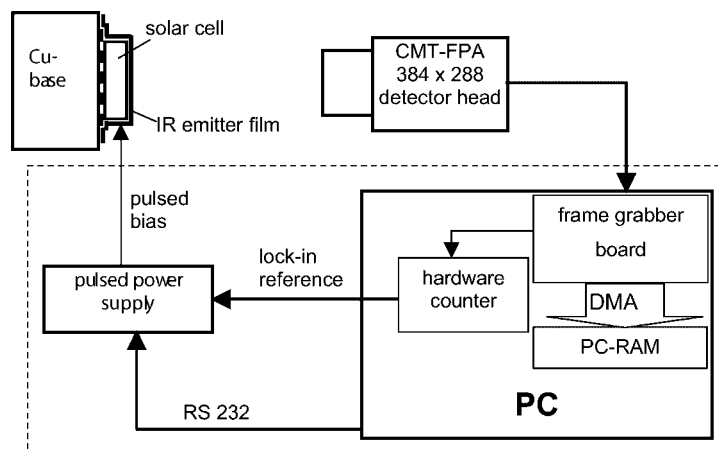 solar cell
Cu-
base
IR emitter film
CMT-FPA
384 x 288
detector head
pulsed
bias
lock-in
reference
frame grabber
board
hardware
counter
DMA
PC-RAM
pulsed power
supply
RS 232
PC